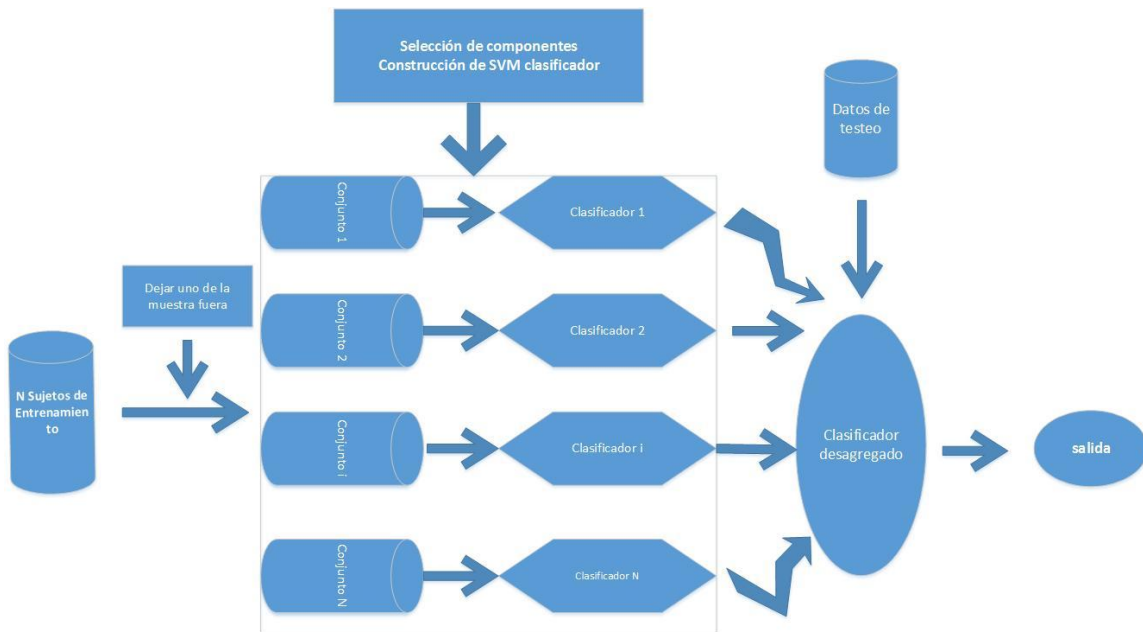 Selección de componentes
Construcción de SVM clasificador
Datos de
testeo
Conjunto 1
Clasificador 1
Dejar uno de la
muestra fuera
Conjunto 2
Clasificador 2
N Sujetos de
Entrenamien
to
Conjunto i
Clasificador i
Clasificador
desagregado
salida
Conjunto N
Clasificador N